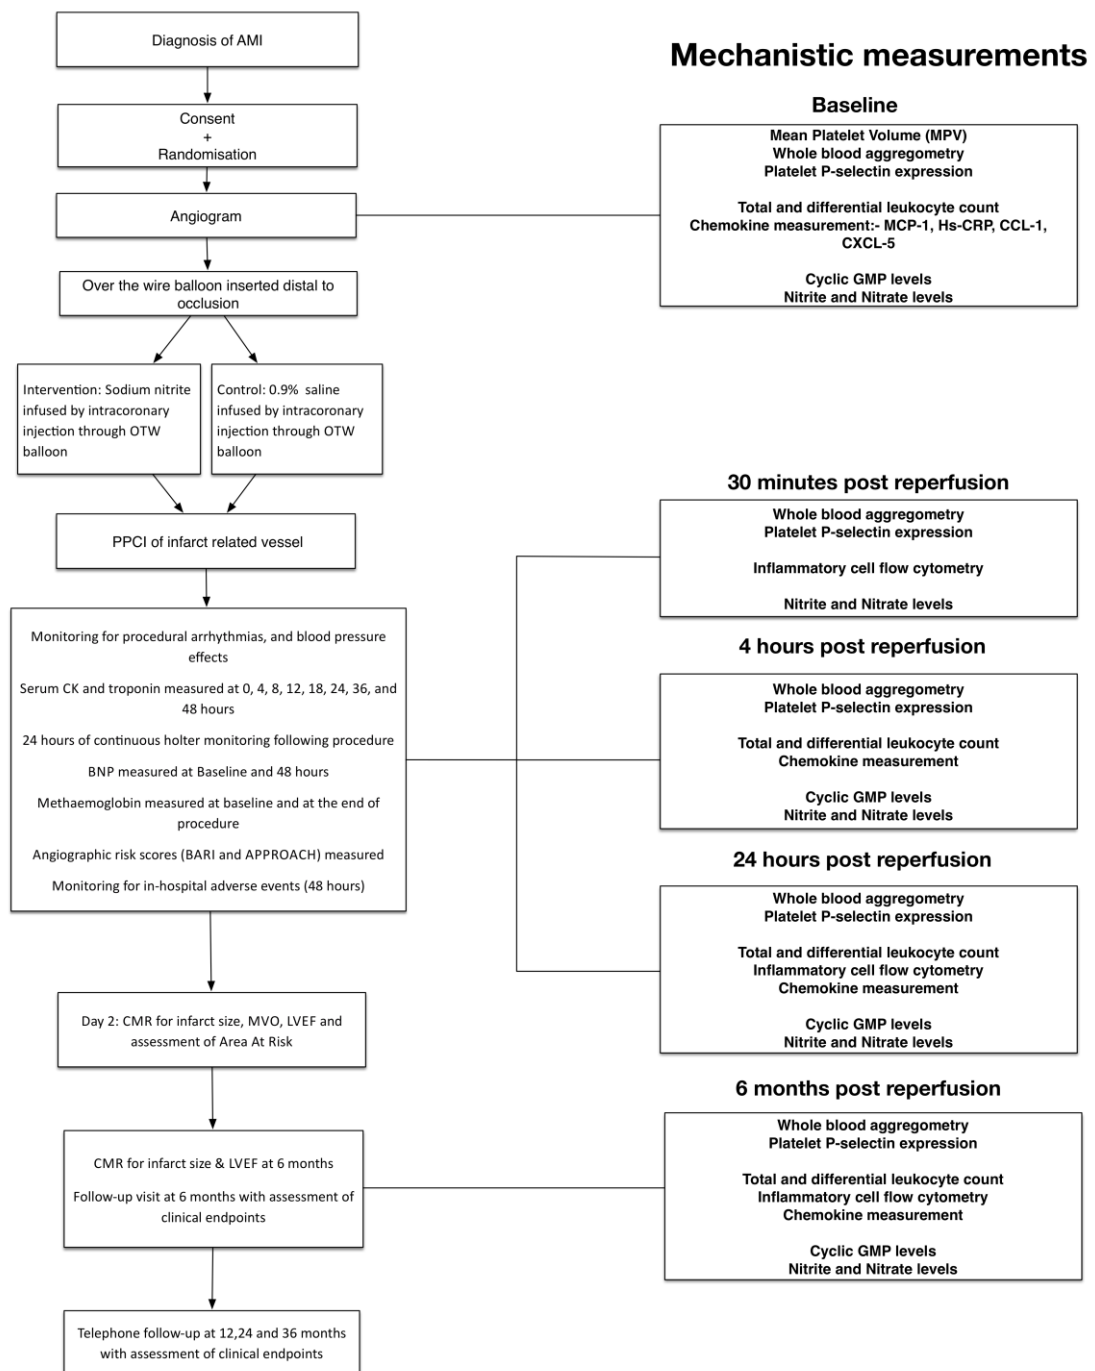 Diagnosis of AMI
Consent
+
Randomisation
Angiogram
Over the wire balloon inserted distal to
occlusion
Intervention: Sodium nitrite
infused by intracoronary
injection through OTW
balloon
Control: 0.9% saline
infused by intracoronary
injection through OTW
balloon
PPCI of infarct related vessel
Monitoring for procedural arrhythmias, and blood pressure
effects
Serum CK and troponin measured at 0, 4, 8, 12, 18, 24, 36, and
48 hours
24 hours of continuous holter monitoring following procedure
BNP measured at Baseline and 48 hours
Methaemoglobin measured at baseline and at the end of
procedure
Angiographic risk scores (BARI and APPROACH) measured
Monitoring for in-hospital adverse events (48 hours)
Day 2: CMR for infarct size, MVO, LVEF and
assessment of Area At Risk
CMR for infarct size & LVEF at 6 months
Follow-up visit at 6 months with assessment of
clinical endpoints
Telephone follow-up at 12,24 and 36 months
with assessment of clinical endpoints
Mechanistic measurements
Baseline
Mean Platelet Volume (MPV)
Whole blood aggregometry
Platelet P-selectin expression
Total and differential leukocyte count
Chemokine measurement:- MCP-1, Hs-CRP, CCL-1,
CXCL-5
Cyclic GMP levels
Nitrite and Nitrate levels
30 minutes post reperfusion
Whole blood aggregometry
Platelet P-selectin expression
Inflammatory cell flow cytometry
Nitrite and Nitrate levels
4 hours post reperfusion
Whole blood aggregometry
Platelet P-selectin expression
Total and differential leukocyte count
Chemokine measurement
Cyclic GMP levels
Nitrite and Nitrate levels
24 hours post reperfusion
Whole blood aggregometry
Platelet P-selectin expression
Total and differential leukocyte count
Inflammatory cell flow cytometry
Chemokine measurement
Cyclic GMP levels
Nitrite and Nitrate levels
6 months post reperfusion
Whole blood aggregometry
Platelet P-selectin expression
Total and differential leukocyte count
Inflammatory cell flow cytometry
Chemokine measurement
Cyclic GMP levels
Nitrite and Nitrate levels